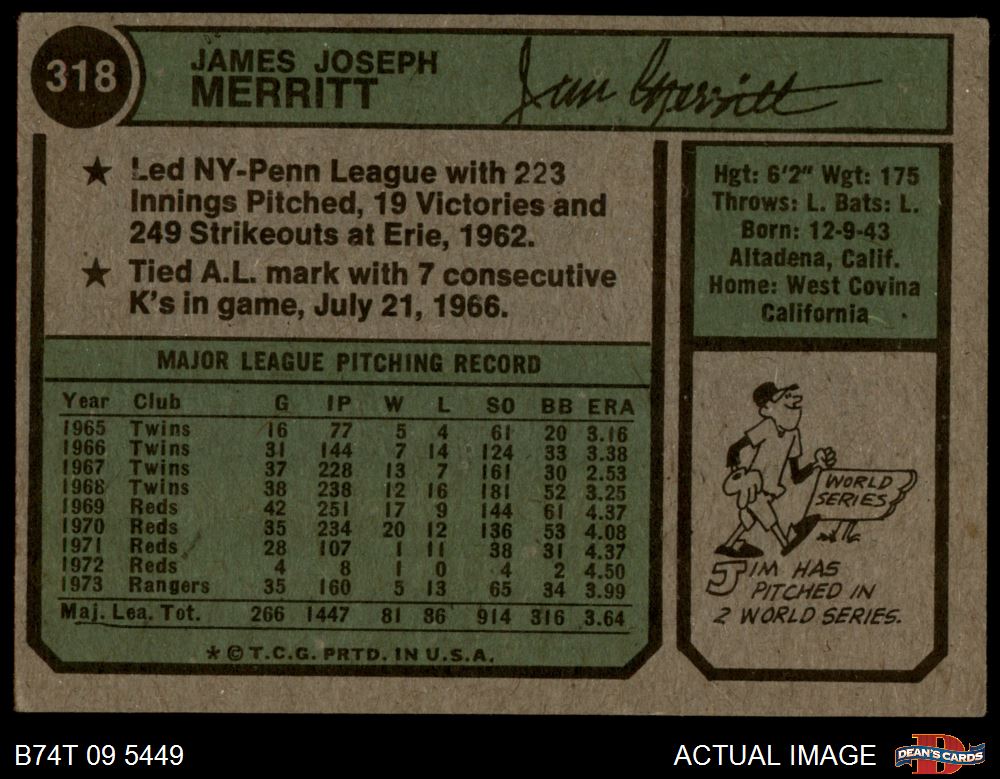 318
JAMES JOSEPH
MERRITT
Jim Merritt
★ Led NY-Penn League with 223
Innings Pitched, 19 Victories and
249 Strikeouts at Erie, 1962.
★ Tied A.L. mark with 7 consecutive
K's in game, July 21, 1966.
Hgt: 6'2" Wgt: 175
Throws: L. Bats: L.
Born: 12-9-43
Altadena, Calif.
Home: West Covina
California
MAJOR LEAGUE PITCHING RECORD
Year Club G IP W L SO BB ERA
1965 Twins 16 77 5 4 61 20 3.16
1966 Twins 31 144 7 14 124 33 3.38
1967 Twins 37 228 13 7 161 30 2.53
1968 Twins 38 238 12 16 181 52 3.25
1969 Reds 42 251 17 9 144 61 4.37
1970 Reds 35 234 20 12 136 53 4.08
1971 Reds 28 107 1 11 38 31 4.37
1972 Reds 4 8 1 0 4 2 4.50
1973 Rangers 35 160 5 13 65 34 3.99
Maj. Lea. Tot. 266 1447 81 86 914 316 3.64
* © T.C.G. PRTD. IN U.S.A.
WORLD
SERIES
JIM HAS
PITCHED IN
2 WORLD SERIES.
B74T 09 5449
ACTUAL IMAGE
DEAN'S CARDS